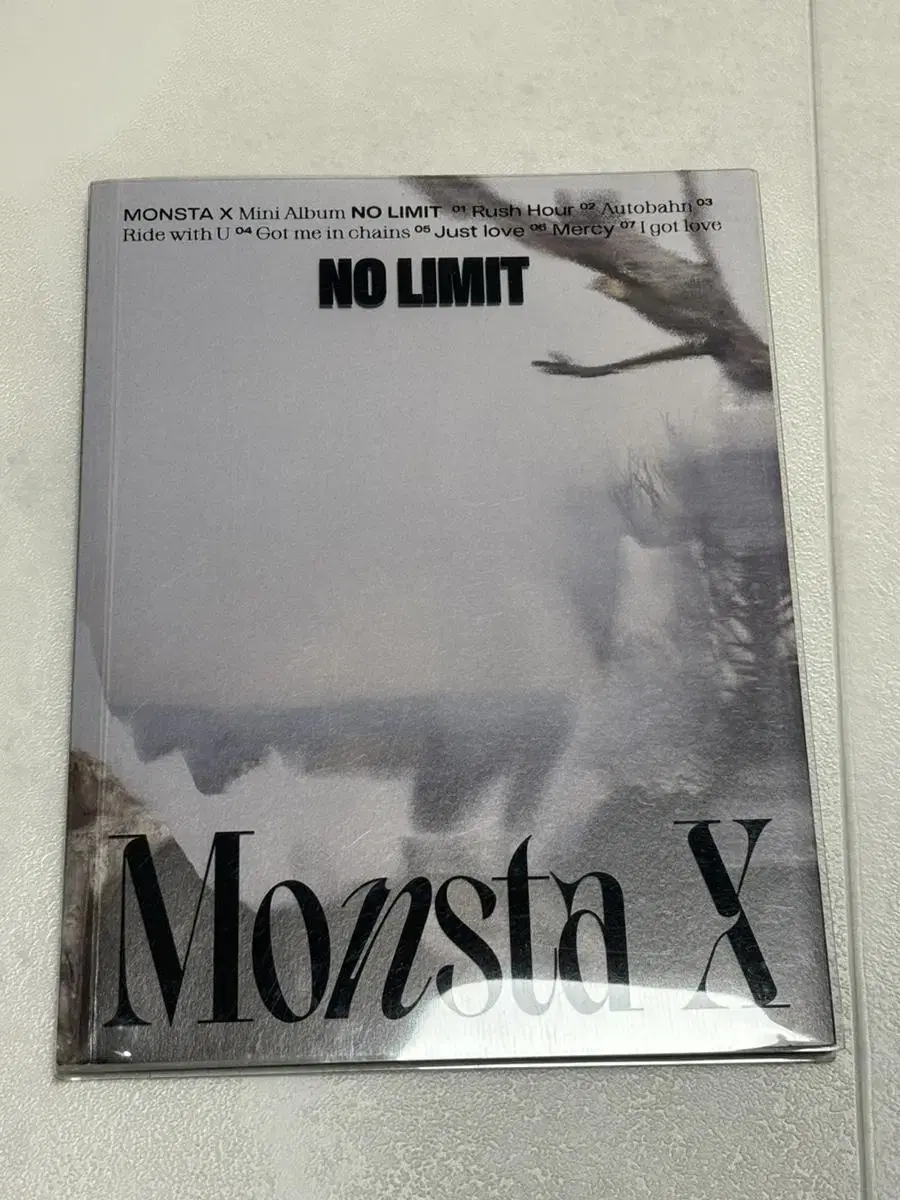 MONSTA X Mini Album NO LIMIT 01 Rush Hour 02 Autobahn 03
Ride with U 04 Got me in chains 05 Just love 06 Mercy 07 I got love
NO LIMIT
Monsta X